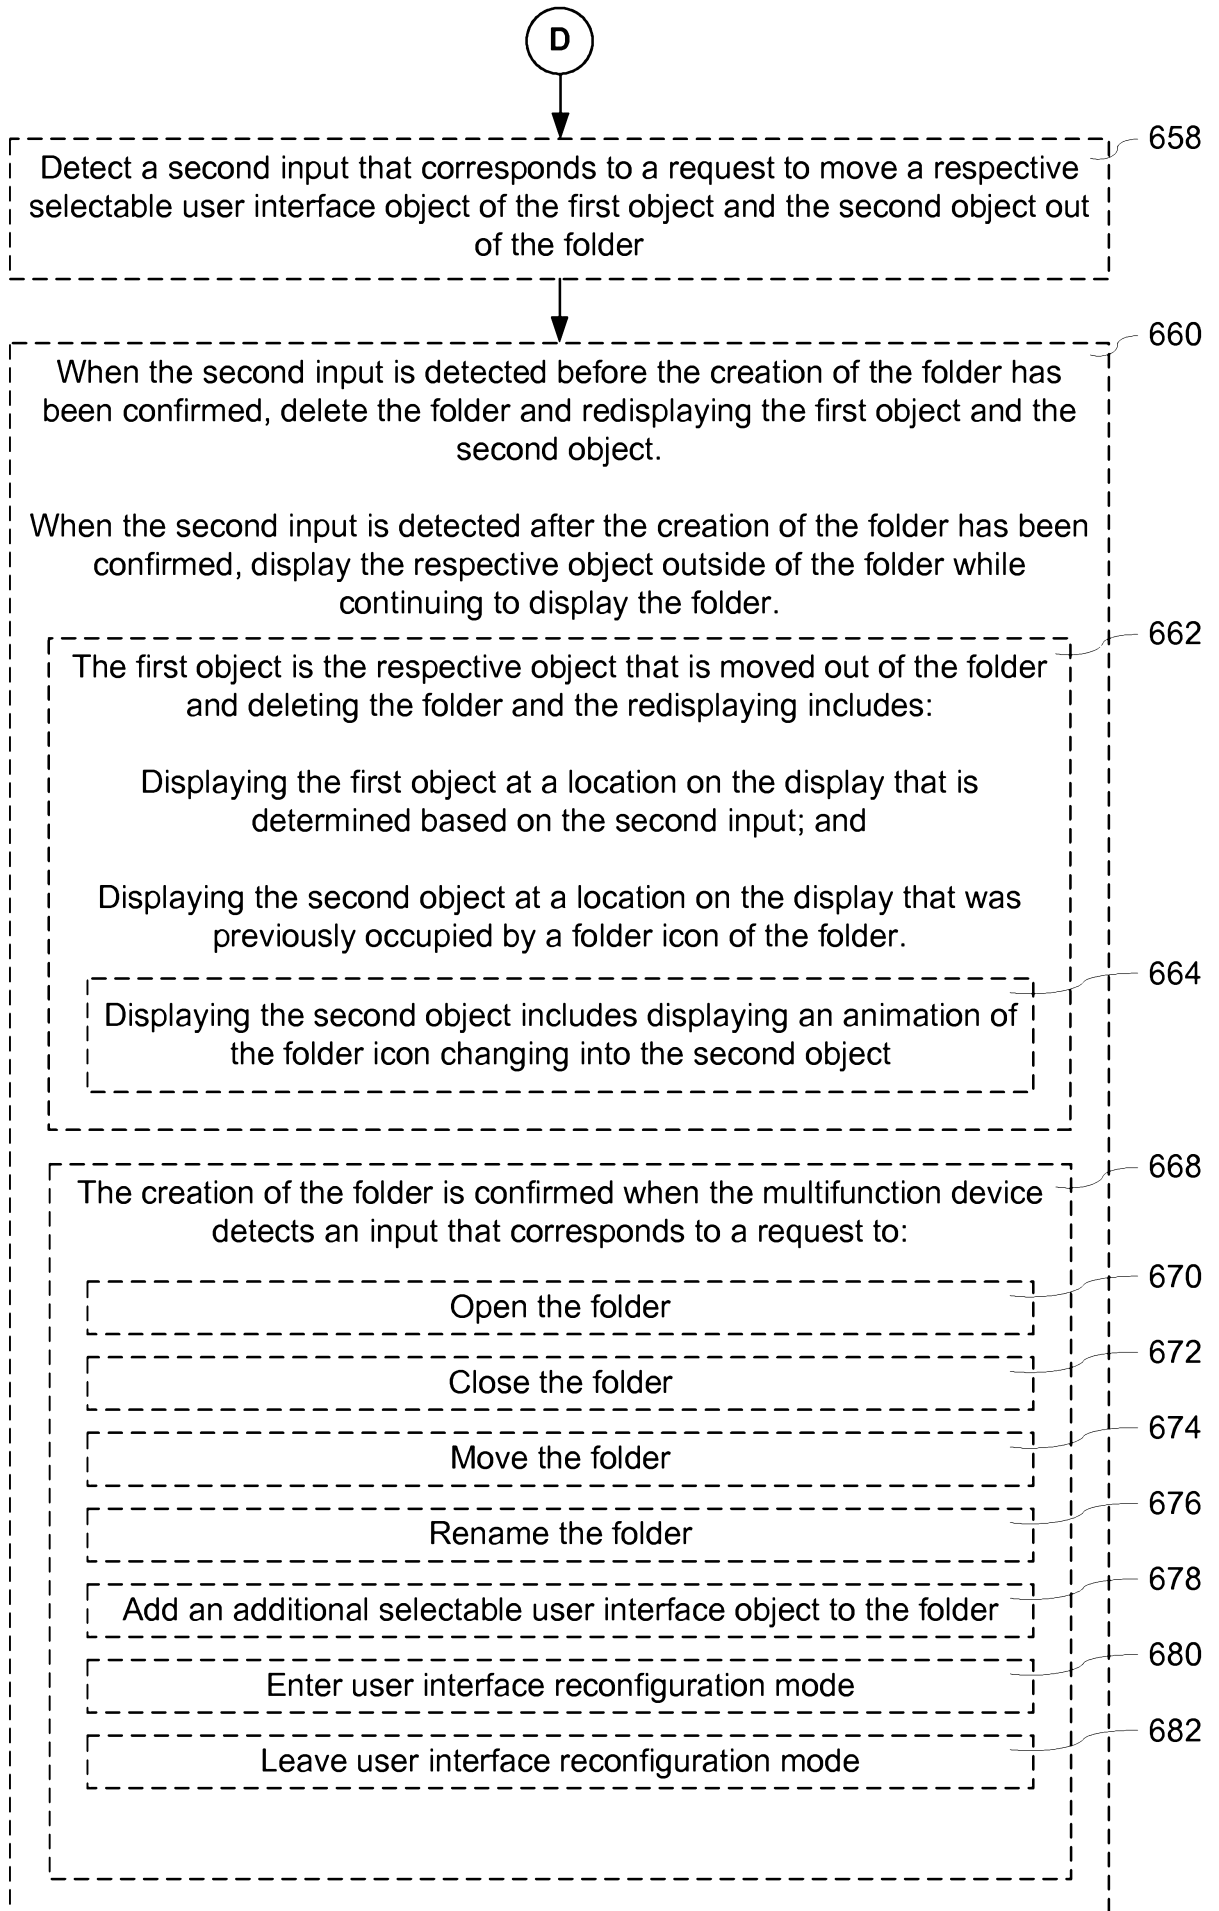 D
658
Detect a second input that corresponds to a request to move a respective
selectable user interface object of the first object and the second object out
of the folder
660
When the second input is detected before the creation of the folder has
been confirmed, delete the folder and redisplaying the first object and the
second object.
When the second input is detected after the creation of the folder has been
confirmed, display the respective object outside of the folder while
continuing to display the folder.
662
The first object is the respective object that is moved out of the folder
and deleting the folder and the redisplaying includes:
Displaying the first object at a location on the display that is
determined based on the second input; and
Displaying the second object at a location on the display that was
previously occupied by a folder icon of the folder.
664
Displaying the second object includes displaying an animation of
the folder icon changing into the second object
668
The creation of the folder is confirmed when the multifunction device
detects an input that corresponds to a request to:
670
Open the folder
672
Close the folder
674
Move the folder
676
Rename the folder
678
Add an additional selectable user interface object to the folder
680
Enter user interface reconfiguration mode
682
Leave user interface reconfiguration mode